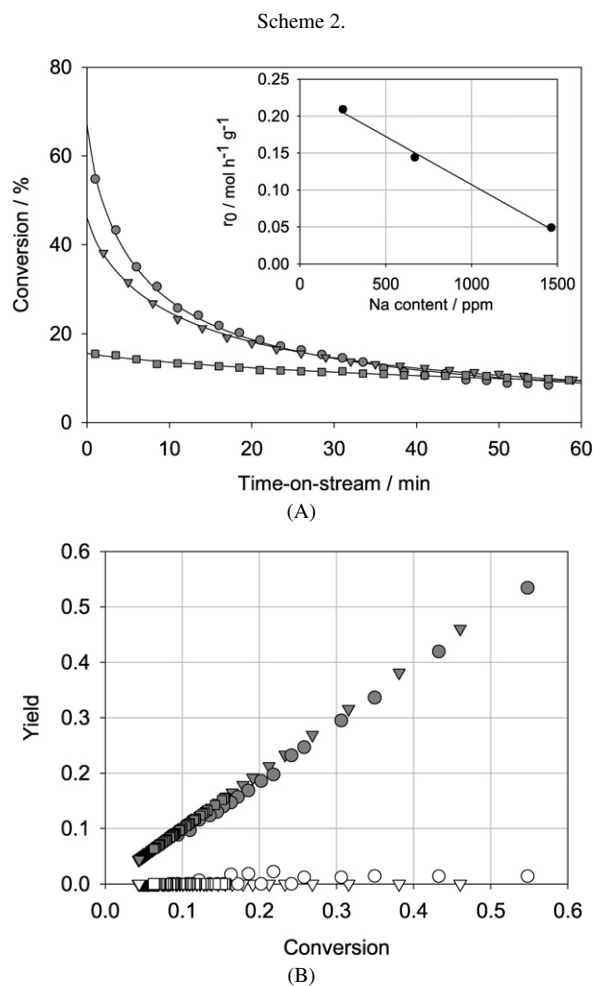 Scheme 2.
80
60
40
20
0
Conversion / %
0 10 20 30 40 50 60
Time-on-stream / min
0.25
0.20
0.15
0.10
0.05
0.00
r0 / mol h-1 g-1
0 500 1000 1500
Na content / ppm
(A)
0.6
0.5
0.4
0.3
0.2
0.1
0.0
Yield
0.0 0.1 0.2 0.3 0.4 0.5 0.6
Conversion
(B)